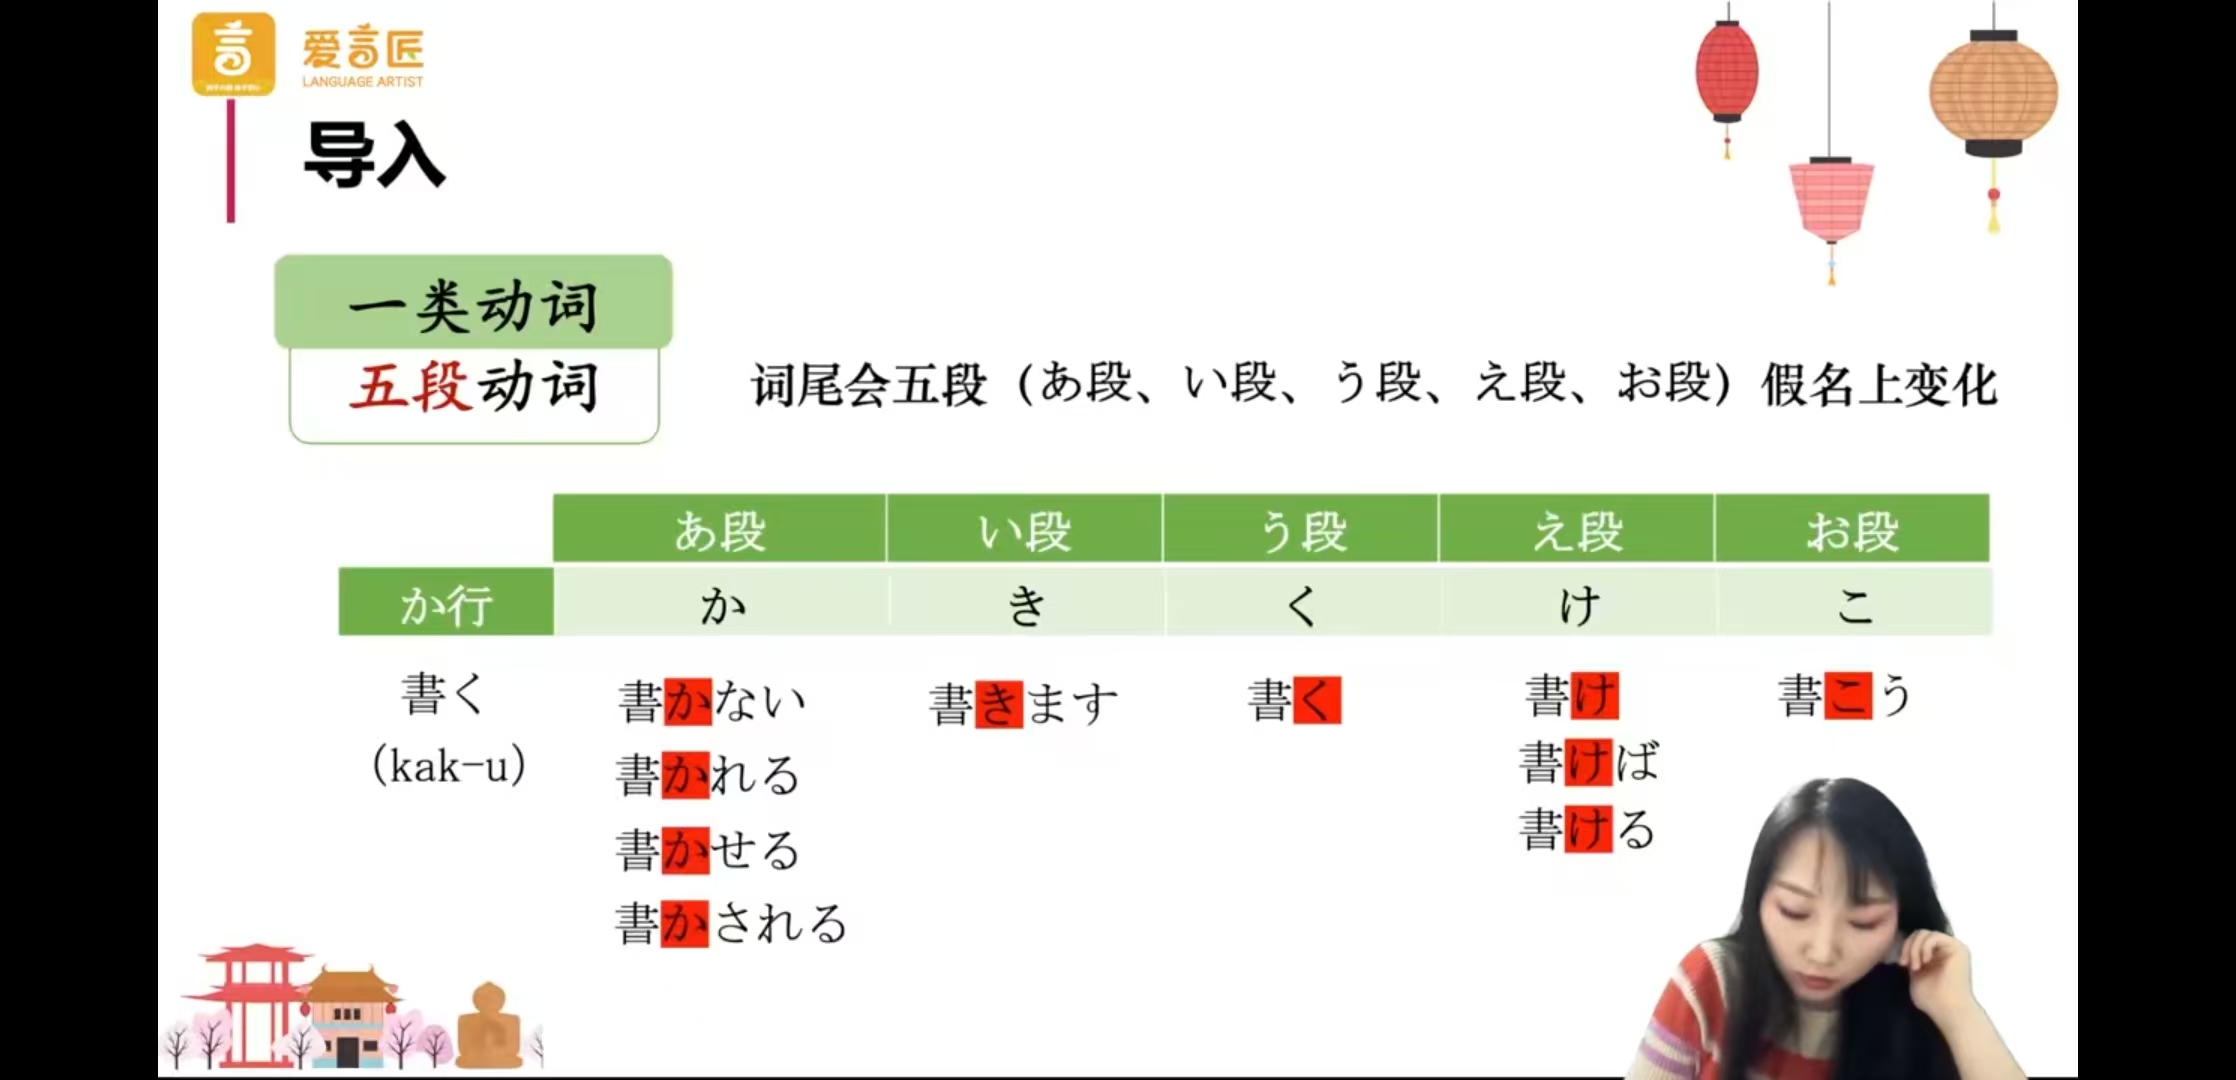 爱言匠
LANGUAGE ARTIST
导入
一类动词
五段动词
词尾会五段（あ段、い段、う段、え段、お段）假名上变化
あ段 い段 う段 え段 お段
か行 か き く け こ
書く 書かない 書きます 書く 書け 書こう
(kak-u) 書かれる 書けば
書かせる 書ける
書かされる